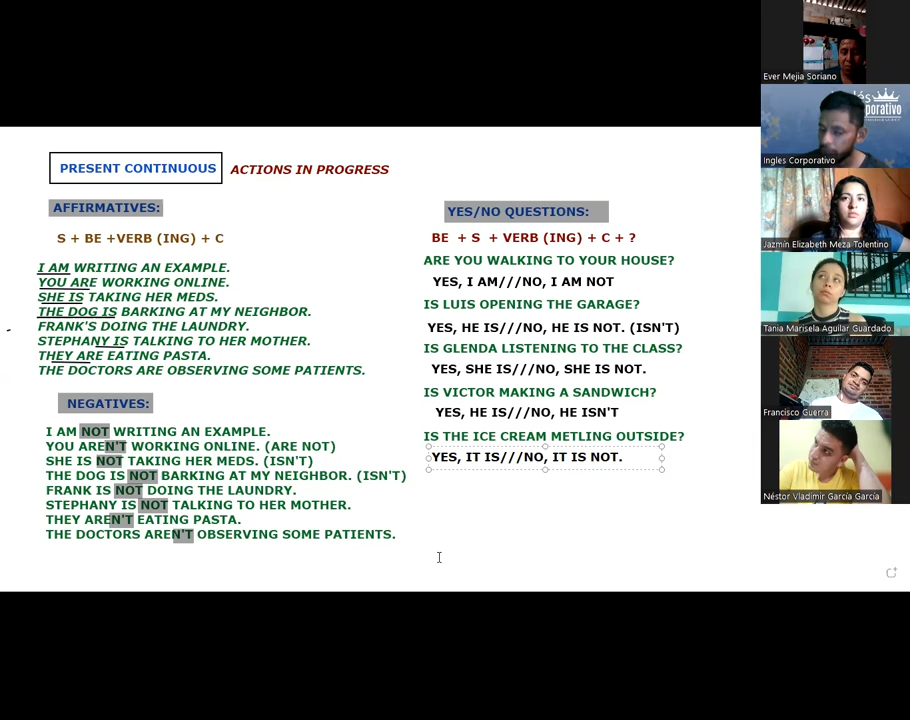 PRESENT CONTINUOUS
ACTIONS IN PROGRESS
AFFIRMATIVES:
S + BE +VERB (ING) + C
I AM WRITING AN EXAMPLE.
YOU ARE WORKING ONLINE.
SHE IS TAKING HER MEDS.
THE DOG IS BARKING AT MY NEIGHBOR.
FRANK'S DOING THE LAUNDRY.
STEPHANY IS TALKING TO HER MOTHER.
THEY ARE EATING PASTA.
THE DOCTORS ARE OBSERVING SOME PATIENTS.
NEGATIVES:
I AM NOT WRITING AN EXAMPLE.
YOU AREN'T WORKING ONLINE. (ARE NOT)
SHE IS NOT TAKING HER MEDS. (ISN'T)
THE DOG IS NOT BARKING AT MY NEIGHBOR. (ISN'T)
FRANK IS NOT DOING THE LAUNDRY.
STEPHANY IS NOT TALKING TO HER MOTHER.
THEY AREN'T EATING PASTA.
THE DOCTORS AREN'T OBSERVING SOME PATIENTS.
YES/NO QUESTIONS:
BE + S + VERB (ING) + C + ?
ARE YOU WALKING TO YOUR HOUSE?
YES, I AM///NO, I AM NOT
IS LUIS OPENING THE GARAGE?
YES, HE IS///NO, HE IS NOT. (ISN'T)
IS GLENDA LISTENING TO THE CLASS?
YES, SHE IS///NO, SHE IS NOT.
IS VICTOR MAKING A SANDWICH?
YES, HE IS///NO, HE ISN'T
IS THE ICE CREAM METLING OUTSIDE?
YES, IT IS///NO, IT IS NOT.
Ever Mejia Soriano
Ingles Corporativo
Jazmín Elizabeth Meza Tolentino
Tania Marisela Aguilar Guardado
Francisco Guerra
Néstor Vladimir García García